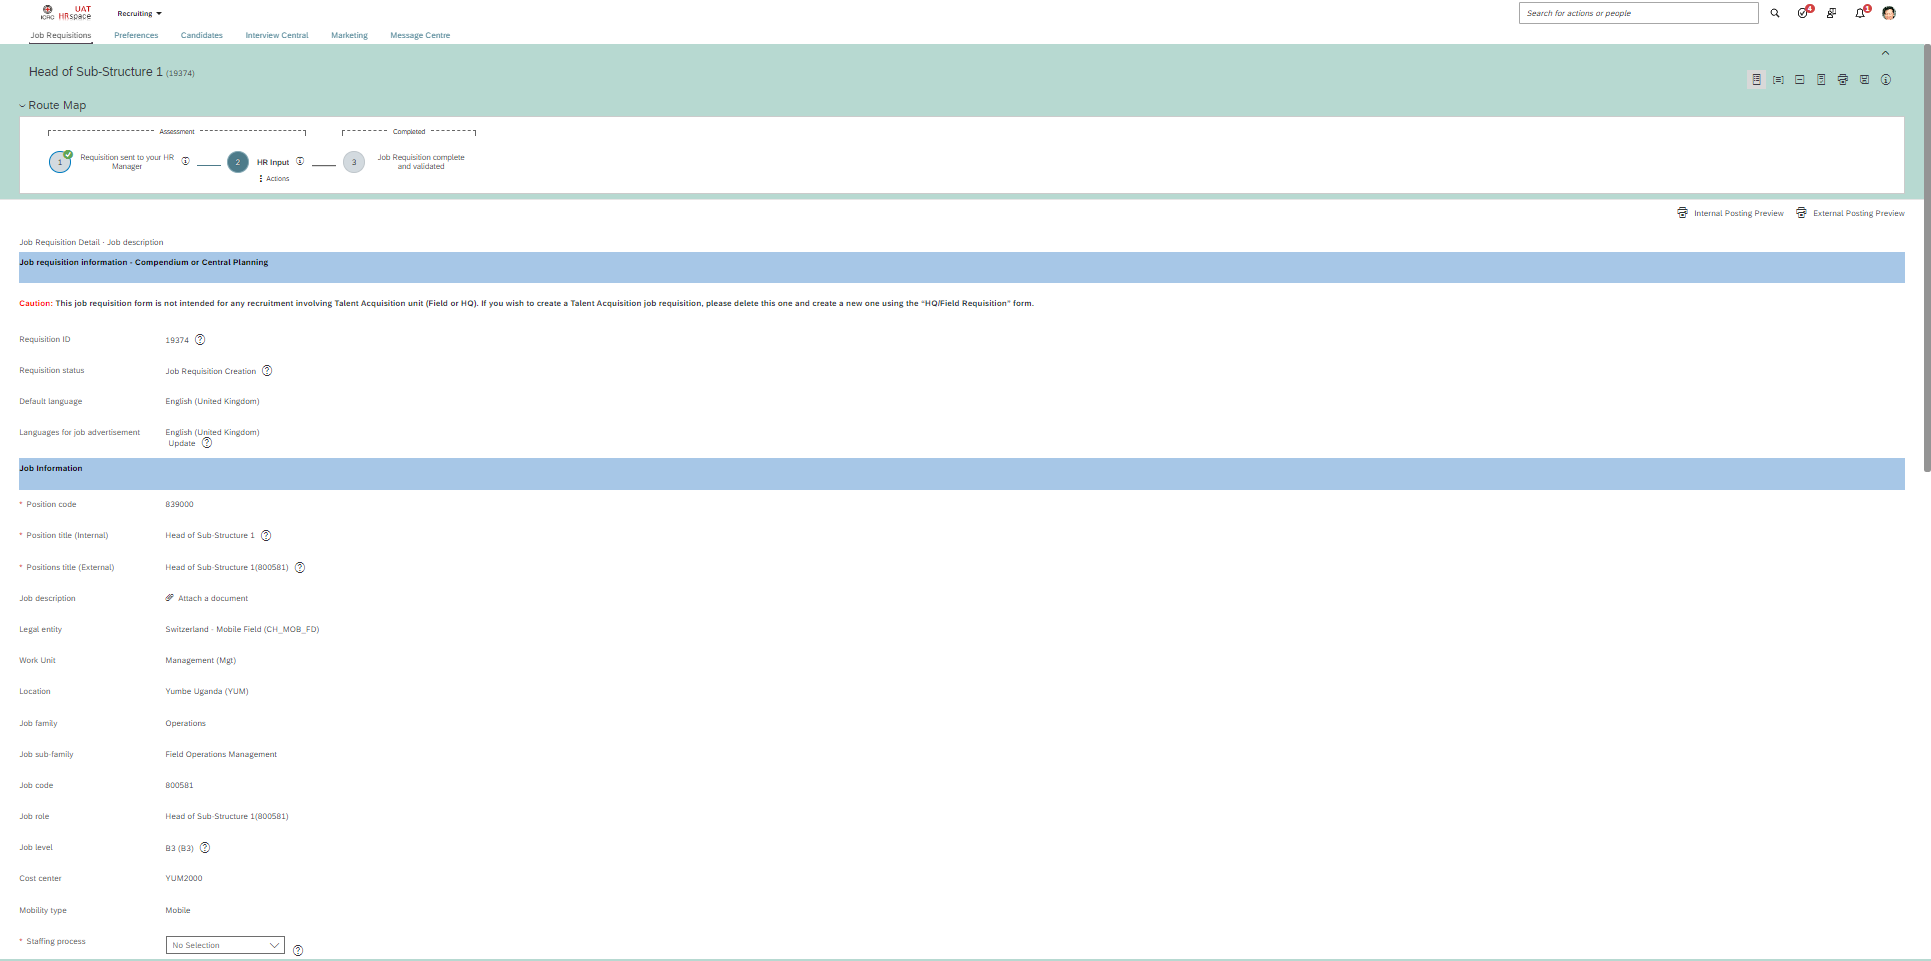 ICRC
UAT
HRspace
Recruiting
Search for actions or people
4
1
Job Requisitions
Preferences
Candidates
Interview Central
Marketing
Message Centre
Head of Sub-Structure 1 (19374)
Route Map
Assessment
Completed
1
Requisition sent to your HR
Manager
2
HR Input
Actions
3
Job Requisition complete
and validated
Internal Posting Preview
External Posting Preview
Job Requisition Detail - Job description
Job requisition information - Compendium or Central Planning
Caution: This job requisition form is not intended for any recruitment involving Talent Acquisition unit (Field or HQ). If you wish to create a Talent Acquisition job requisition, please delete this one and create a new one using the "HQ/Field Requisition" form.
Requisition ID
19374
Requisition status
Job Requisition Creation
Default language
English (United Kingdom)
Languages for job advertisement
English (United Kingdom)
Update
Job Information
* Position code
839000
* Position title (Internal)
Head of Sub-Structure 1
* Positions title (External)
Head of Sub-Structure 1(800581)
Job description
Attach a document
Legal entity
Switzerland - Mobile Field (CH_MOB_FD)
Work Unit
Management (Mgt)
Location
Yumbe Uganda (YUM)
Job family
Operations
Job sub-family
Field Operations Management
Job code
800581
Job role
Head of Sub-Structure 1(800581)
Job level
B3 (B3)
Cost center
YUM2000
Mobility type
Mobile
* Staffing process
No Selection